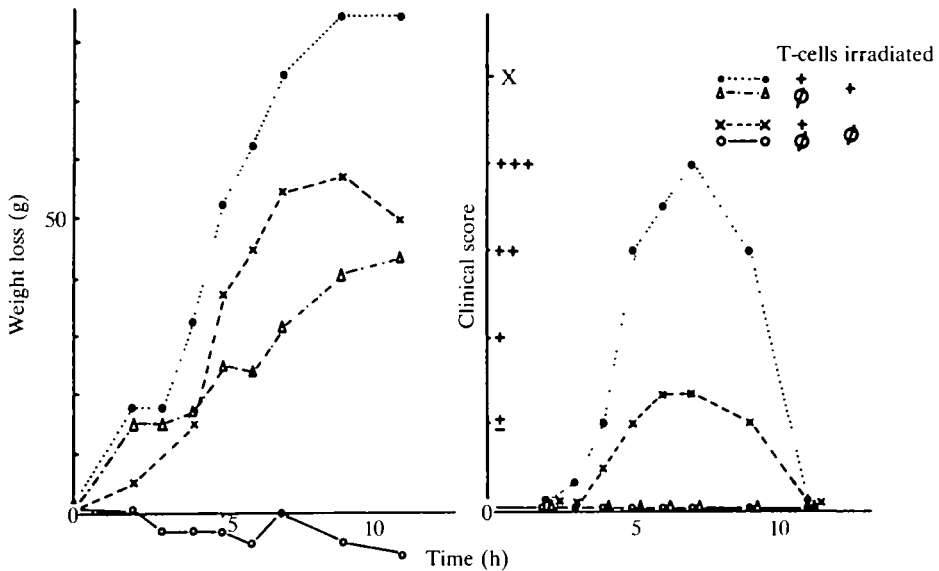 Weight loss (g)
50
0
5
10
Time (h)
Clinical score
X
+++
++
+
±
0
5
10
T-cells irradiated
+
Ø
+
+
Ø
Ø